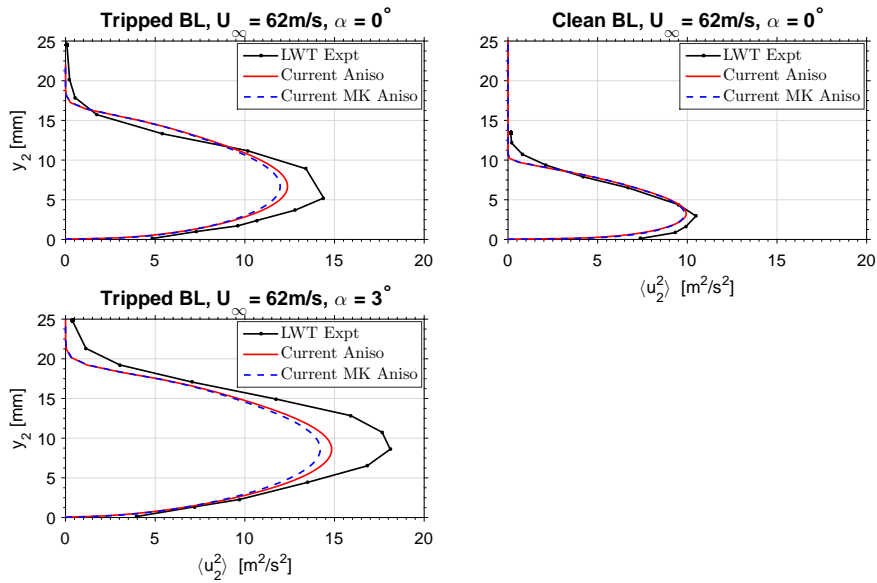 Tripped BL, U∞ = 62m/s, α = 0°
25
20
15
10
5
0
y₂ [mm]
LWT Expt
Current Aniso
Current MK Aniso
0 5 10 15 20
Clean BL, U∞ = 62m/s, α = 0°
25
20
15
10
5
0
LWT Expt
Current Aniso
Current MK Aniso
0 5 10 15 20
⟨u₂²⟩ [m²/s²]
Tripped BL, U∞ = 62m/s, α = 3°
25
20
15
10
5
0
y₂ [mm]
LWT Expt
Current Aniso
Current MK Aniso
0 5 10 15 20
⟨u₂²⟩ [m²/s²]